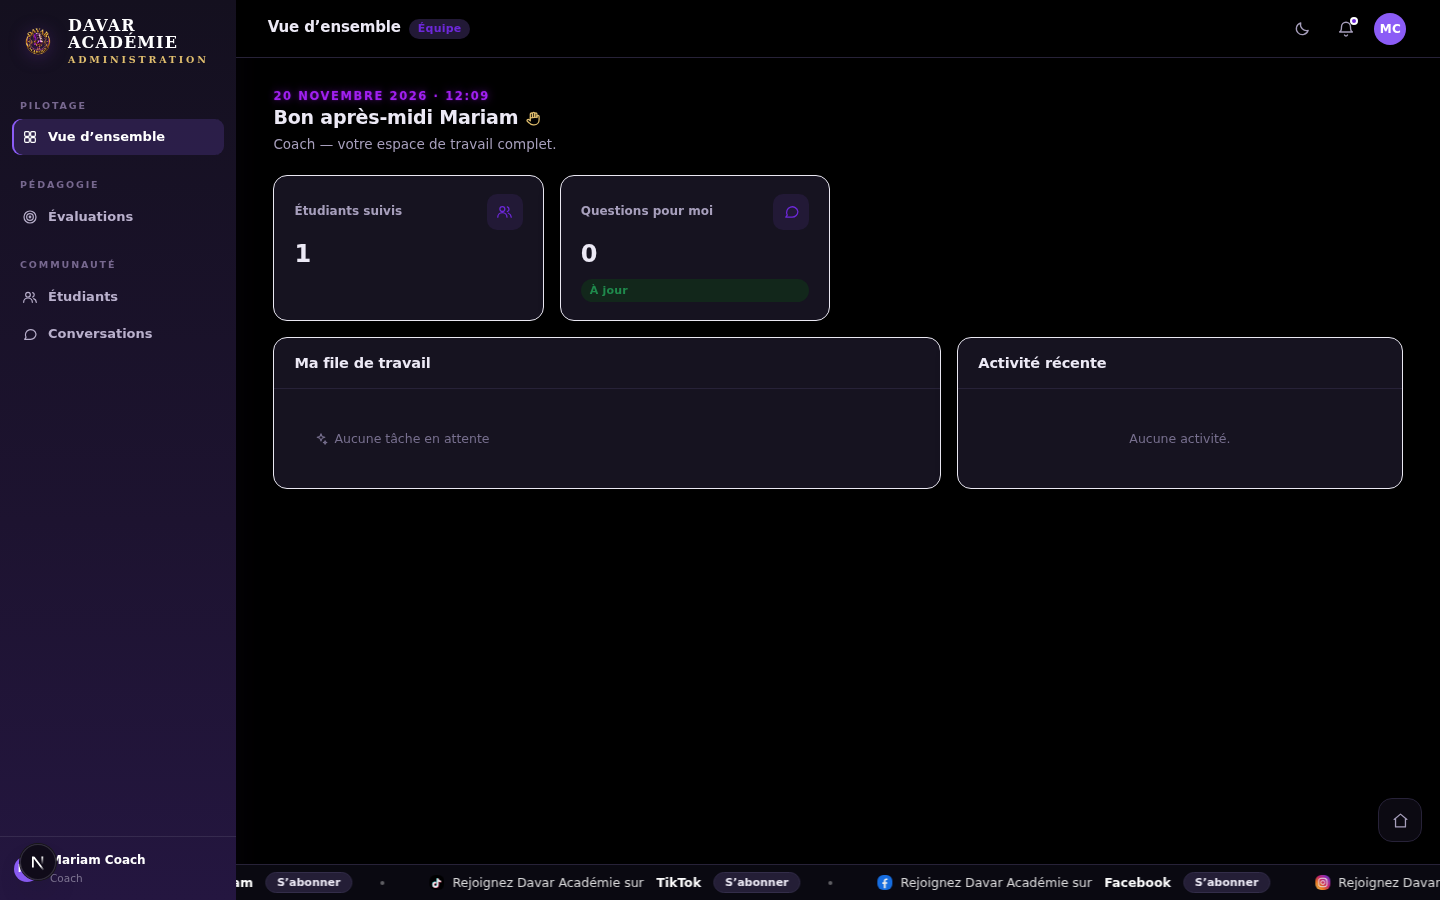 DAVAR
ACADÉMIE
ADMINISTRATION
PILOTAGE
Vue d’ensemble
PÉDAGOGIE
Évaluations
COMMUNAUTÉ
Étudiants
Conversations
Mariam Coach
Coach
Vue d’ensemble Équipe
MC
20 NOVEMBRE 2026 · 12:09
Bon après-midi Mariam
Coach — votre espace de travail complet.
Étudiants suivis
1
Questions pour moi
0
À jour
Ma file de travail
Aucune tâche en attente
Activité récente
Aucune activité.
am S’abonner • Rejoignez Davar Académie sur TikTok S’abonner • Rejoignez Davar Académie sur Facebook S’abonner Rejoignez Davar